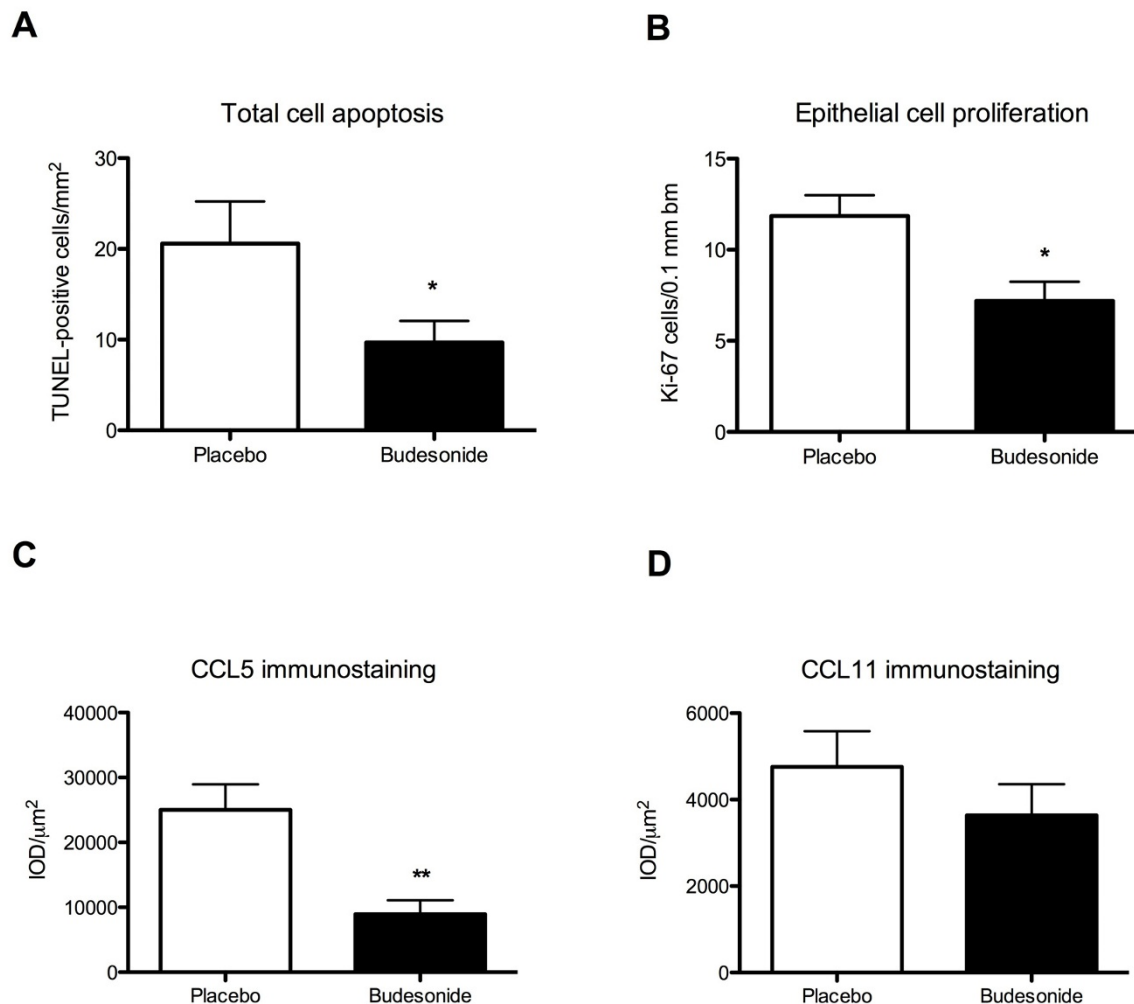 A
Total cell apoptosis
TUNEL-positive cells/mm²
30
20
10
0
*
Placebo
Budesonide
B
Epithelial cell proliferation
Ki-67 cells/0.1 mm bm
15
10
5
0
*
Placebo
Budesonide
C
CCL5 immunostaining
IOD/μm²
40000
30000
20000
10000
0
**
Placebo
Budesonide
D
CCL11 immunostaining
IOD/μm²
6000
4000
2000
0
Placebo
Budesonide